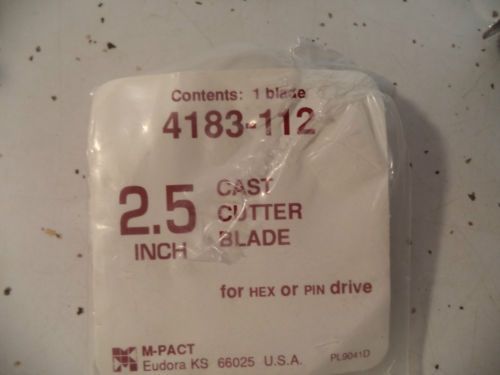 Contents: 1 blade
4183-112
2.5 INCH
CAST
CUTTER
BLADE
for HEX or PIN drive
M-PACT
Eudora KS 66025 U.S.A.
PL9041D